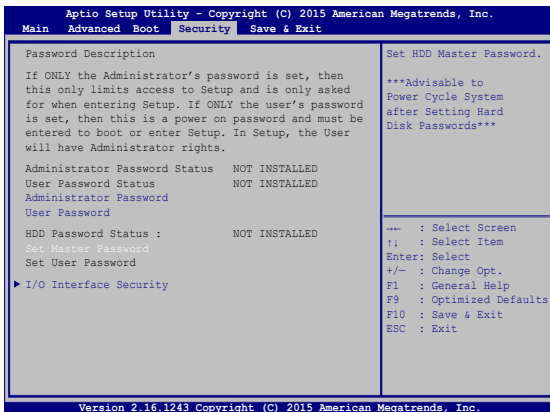 Aptio Setup Utility - Copyright (C) 2015 American Megatrends, Inc.
Main Advanced Boot Security Save & Exit
Password Description
If ONLY the Administrator's password is set, then
this only limits access to Setup and is only asked
for when entering Setup. If ONLY the user's password
is set, then this is a power on password and must be
entered to boot or enter Setup. In Setup, the User
will have Administrator rights.
Administrator Password Status NOT INSTALLED
User Password Status NOT INSTALLED
Administrator Password
User Password
HDD Password Status : NOT INSTALLED
Set Master Password
Set User Password
▶ I/O Interface Security
Set HDD Master Password.
***Advisable to
Power Cycle System
after Setting Hard
Disk Passwords***
→← : Select Screen
↑↓ : Select Item
Enter: Select
+/— : Change Opt.
F1 : General Help
F9 : Optimized Defaults
F10 : Save & Exit
ESC : Exit
Version 2.16.1243 Copyright (C) 2015 American Megatrends, Inc.